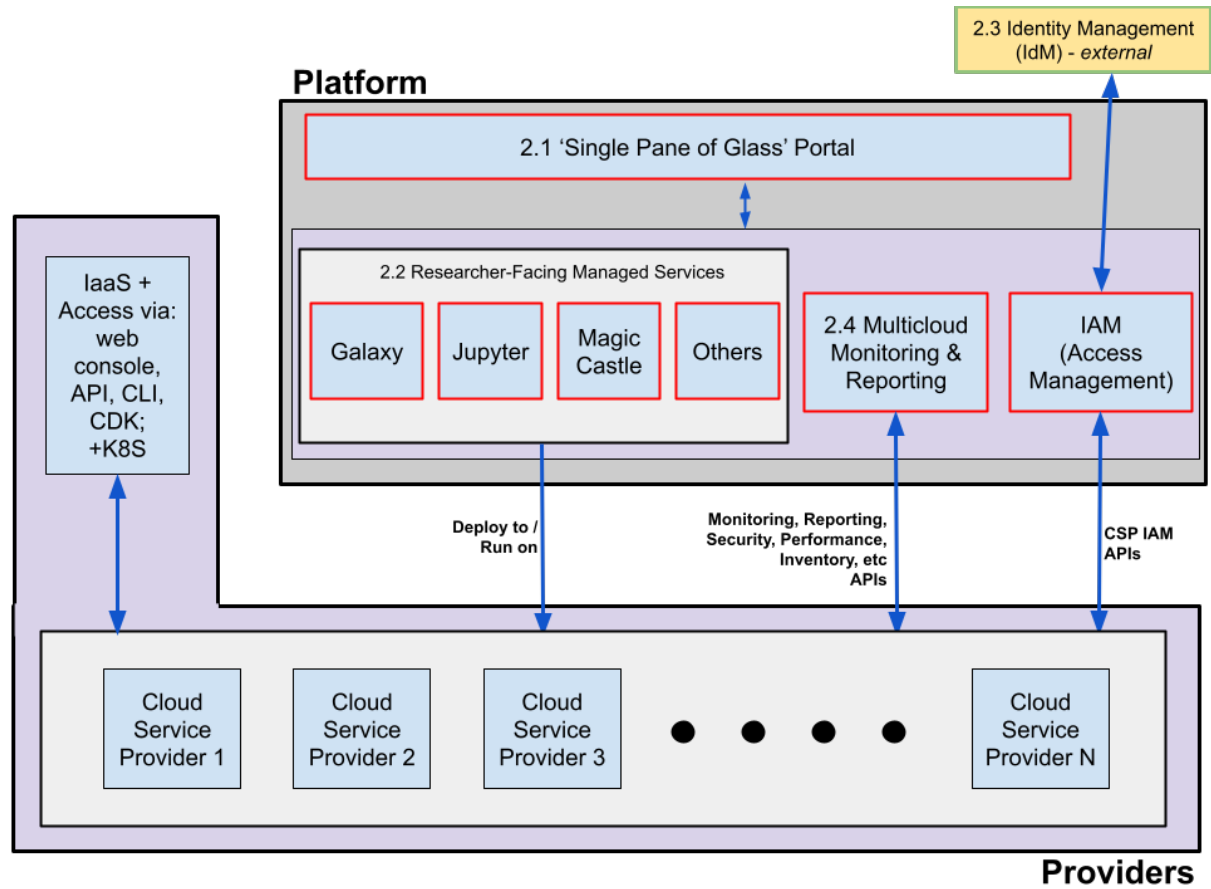 2.3 Identity Management
(IdM) - external
Platform
2.1 ‘Single Pane of Glass’ Portal
2.2 Researcher-Facing Managed Services
Galaxy
Jupyter
Magic
Castle
Others
2.4 Multicloud
Monitoring &
Reporting
IAM
(Access
Management)
IaaS +
Access via:
web
console,
API, CLI,
CDK;
+K8S
Deploy to /
Run on
Monitoring, Reporting,
Security, Performance,
Inventory, etc
APIs
CSP IAM
APIs
Cloud
Service
Provider 1
Cloud
Service
Provider 2
Cloud
Service
Provider 3
Cloud
Service
Provider N
Providers